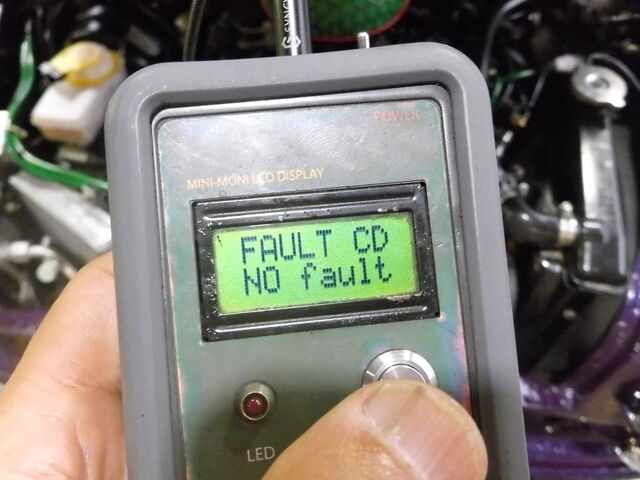 POWER
MINI-MONI LCD DISPLAY
FAULT CD
NO fault
LED